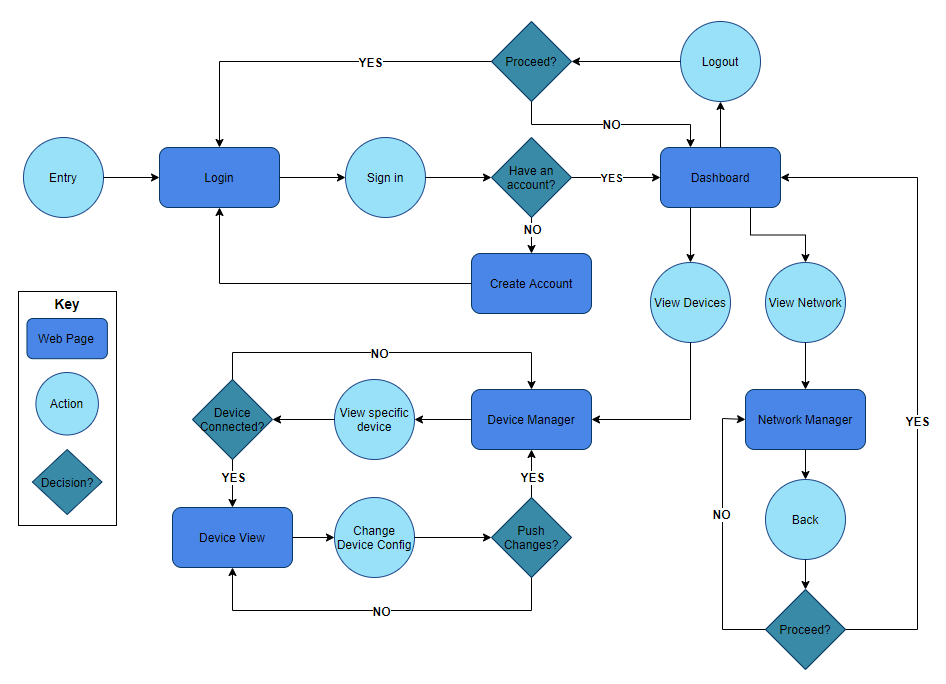 Proceed?
Logout
YES
NO
Entry
Login
Sign in
Have an
account?
YES
Dashboard
NO
Create Account
Key
Web Page
Action
Decision?
View Devices
View Network
NO
Device
Connected?
View specific
device
Device Manager
Network Manager
YES
YES
YES
Device View
Change
Device Config
Push
Changes?
NO
Back
NO
Proceed?